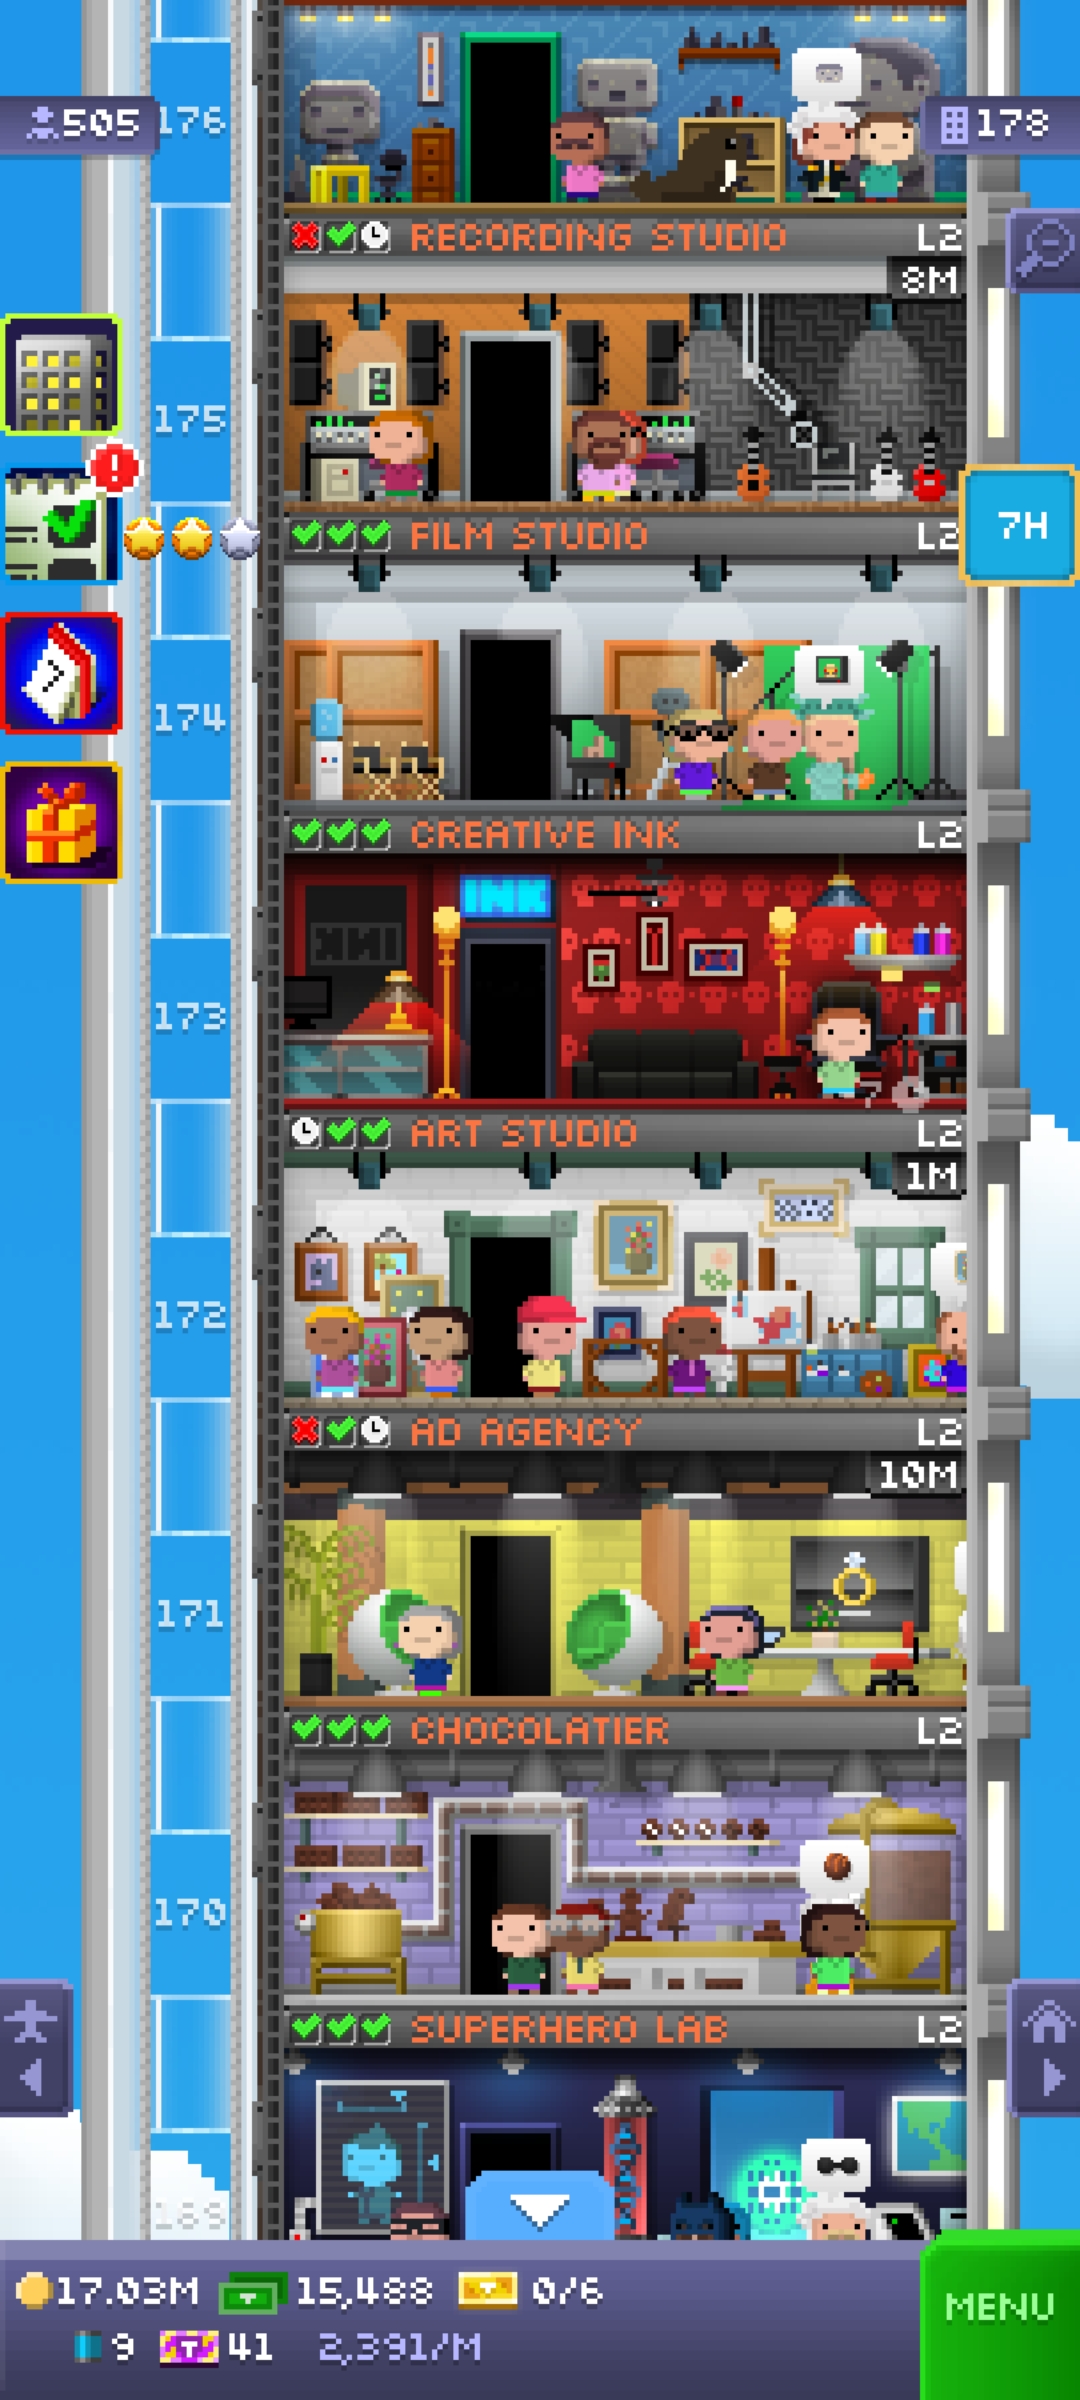 505
176
178
RECORDING STUDIO L2
8M
175
FILM STUDIO L2
7H
174
CREATIVE INK L2
INK
173
ART STUDIO L2
1M
172
AD AGENCY L2
10M
171
CHOCOLATIER L2
170
SUPERHERO LAB L2
169
17.03M 15,488 0/6
MENU
9 41 2,391/M